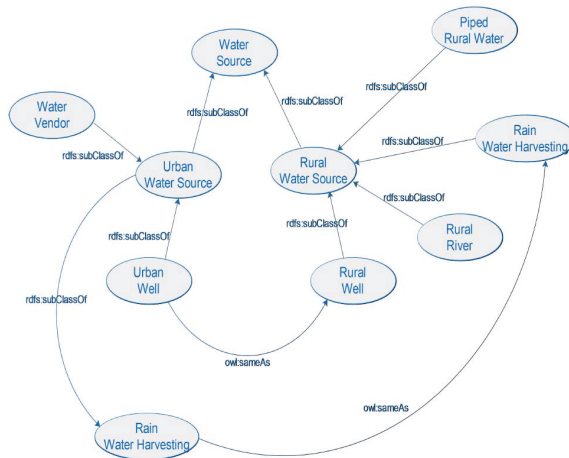 Piped
Rural Water
Water
Source
rdfs:subClassOf
Water
Vendor
rdfs:subClassOf
rdfs:subClassOf
Rain
Water Harvesting
rdfs:subClassOf
rdfs:subClassOf
rdfs:subClassOf
Urban
Water Source
Rural
Water Source
rdfs:subClassOf
rdfs:subClassOf
rdfs:subClassOf
Rural
River
Urban
Well
Rural
Well
rdfs:subClassOf
owl:sameAs
owl:sameAs
Rain
Water Harvesting